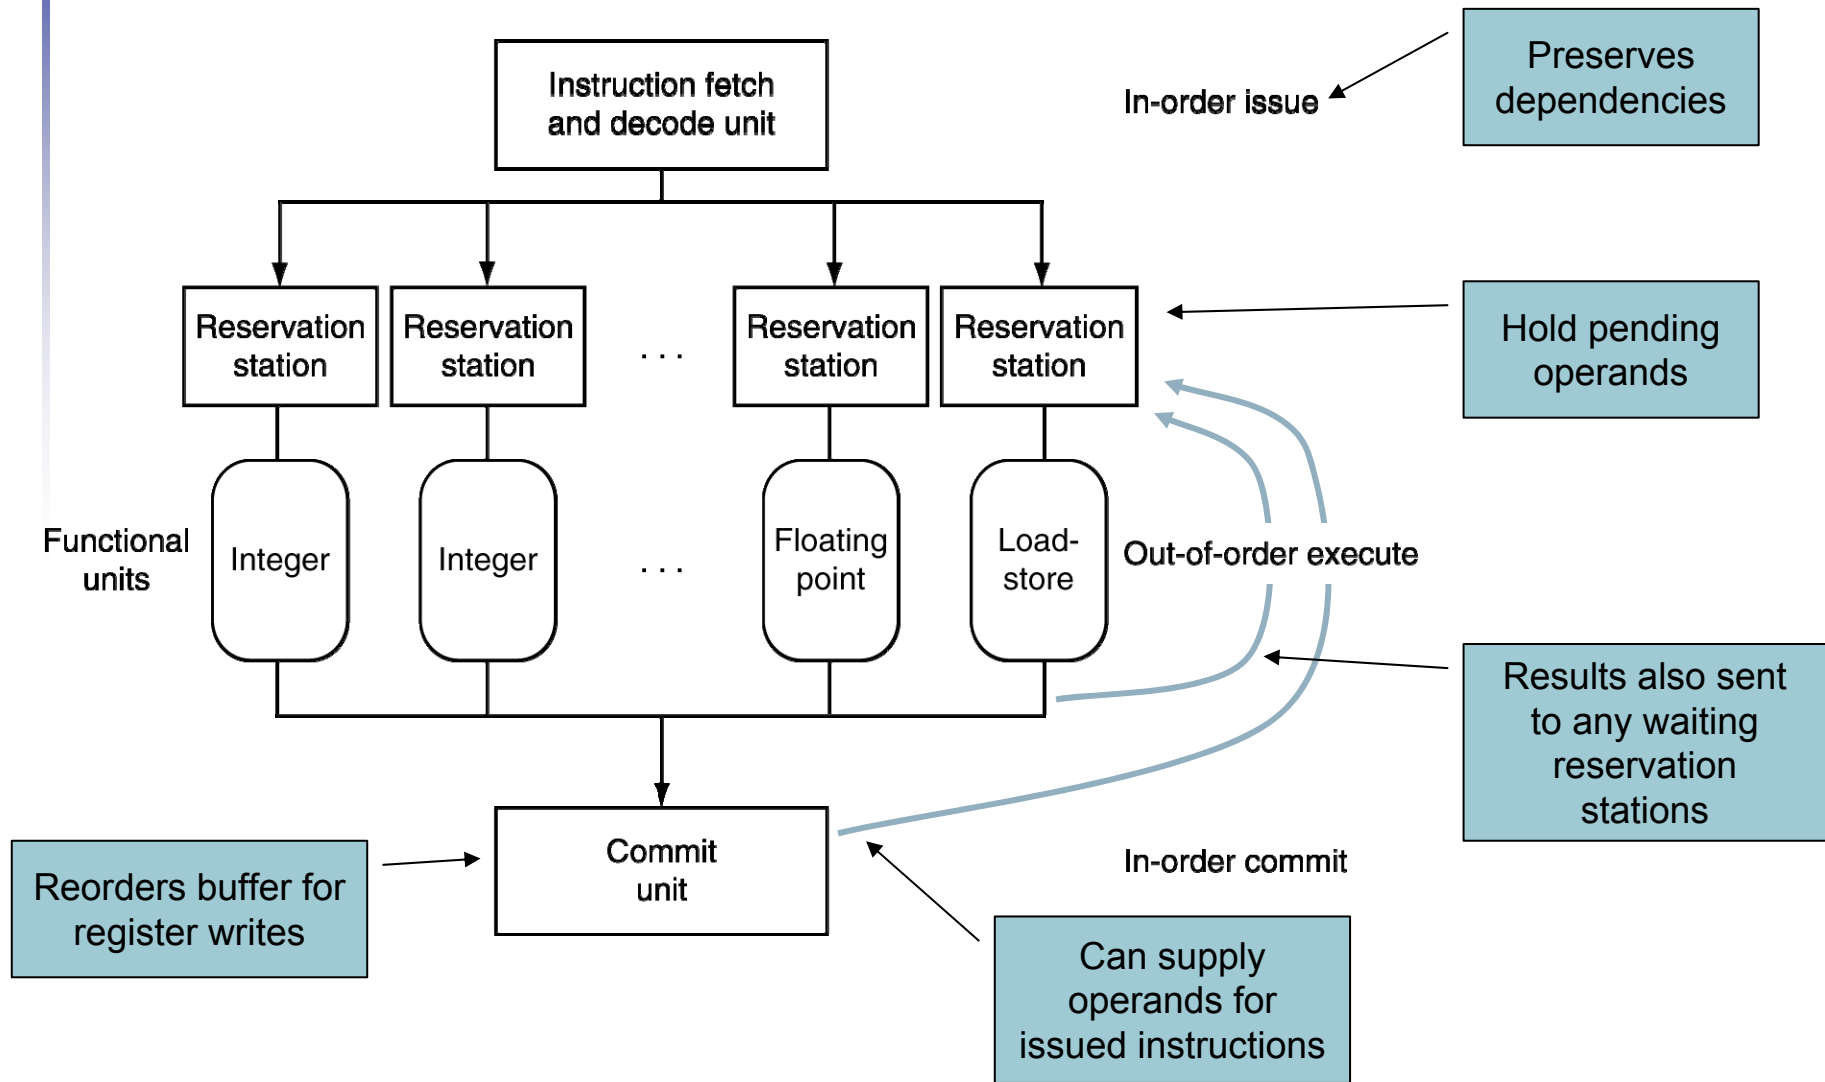 Instruction fetch
and decode unit
In-order issue
Preserves
dependencies
Reservation
station
Reservation
station
. . .
Reservation
station
Reservation
station
Hold pending
operands
Functional
units
Integer
Integer
. . .
Floating
point
Load-
store
Out-of-order execute
Results also sent
to any waiting
reservation
stations
Commit
unit
In-order commit
Reorders buffer for
register writes
Can supply
operands for
issued instructions